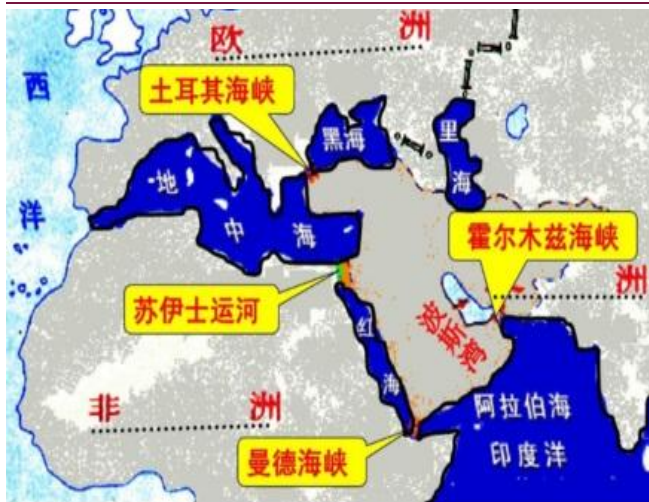 欧 洲
西
洋
土耳其海峡
黑海
里
海
地
中
海
霍尔木兹海峡
洲
苏伊士运河
红
海
波斯湾
非 洲
阿拉伯海
印度洋
曼德海峡